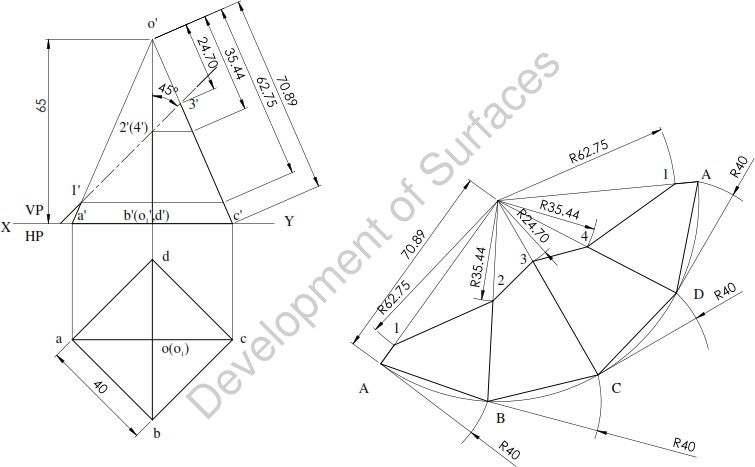 o'
45°
3'
2'(4')
1'
65
24.70
35.44
62.75
70.89
VP
X
HP
a'
b'(o₁',d')
c'
Y
d
a
o(o₁)
c
b
40
Development of Surfaces
R62.75
1
A
R40
70.89
R35.44
R24.70
4
3
2
R35.44
R62.75
1
D
R40
A
B
C
R40
R40